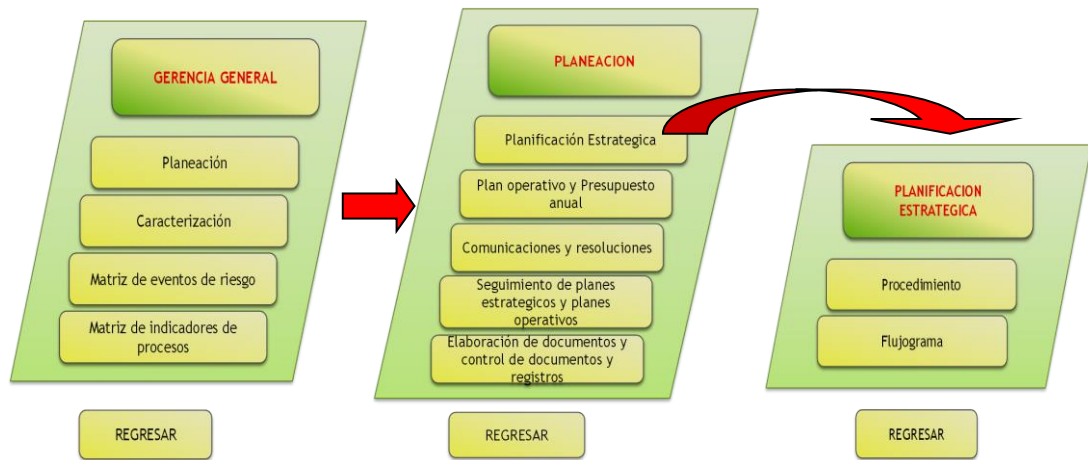 GERENCIA GENERAL
Planeación
Caracterización
Matriz de eventos de riesgo
Matriz de indicadores de
procesos
REGRESAR
PLANEACION
Planificación Estrategica
Plan operativo y Presupuesto
anual
Comunicaciones y resoluciones
Seguimiento de planes
estrategicos y planes
operativos
Elaboración de documentos y
control de documentos y
registros
REGRESAR
PLANIFICACION
ESTRATEGICA
Procedimiento
Flujograma
REGRESAR